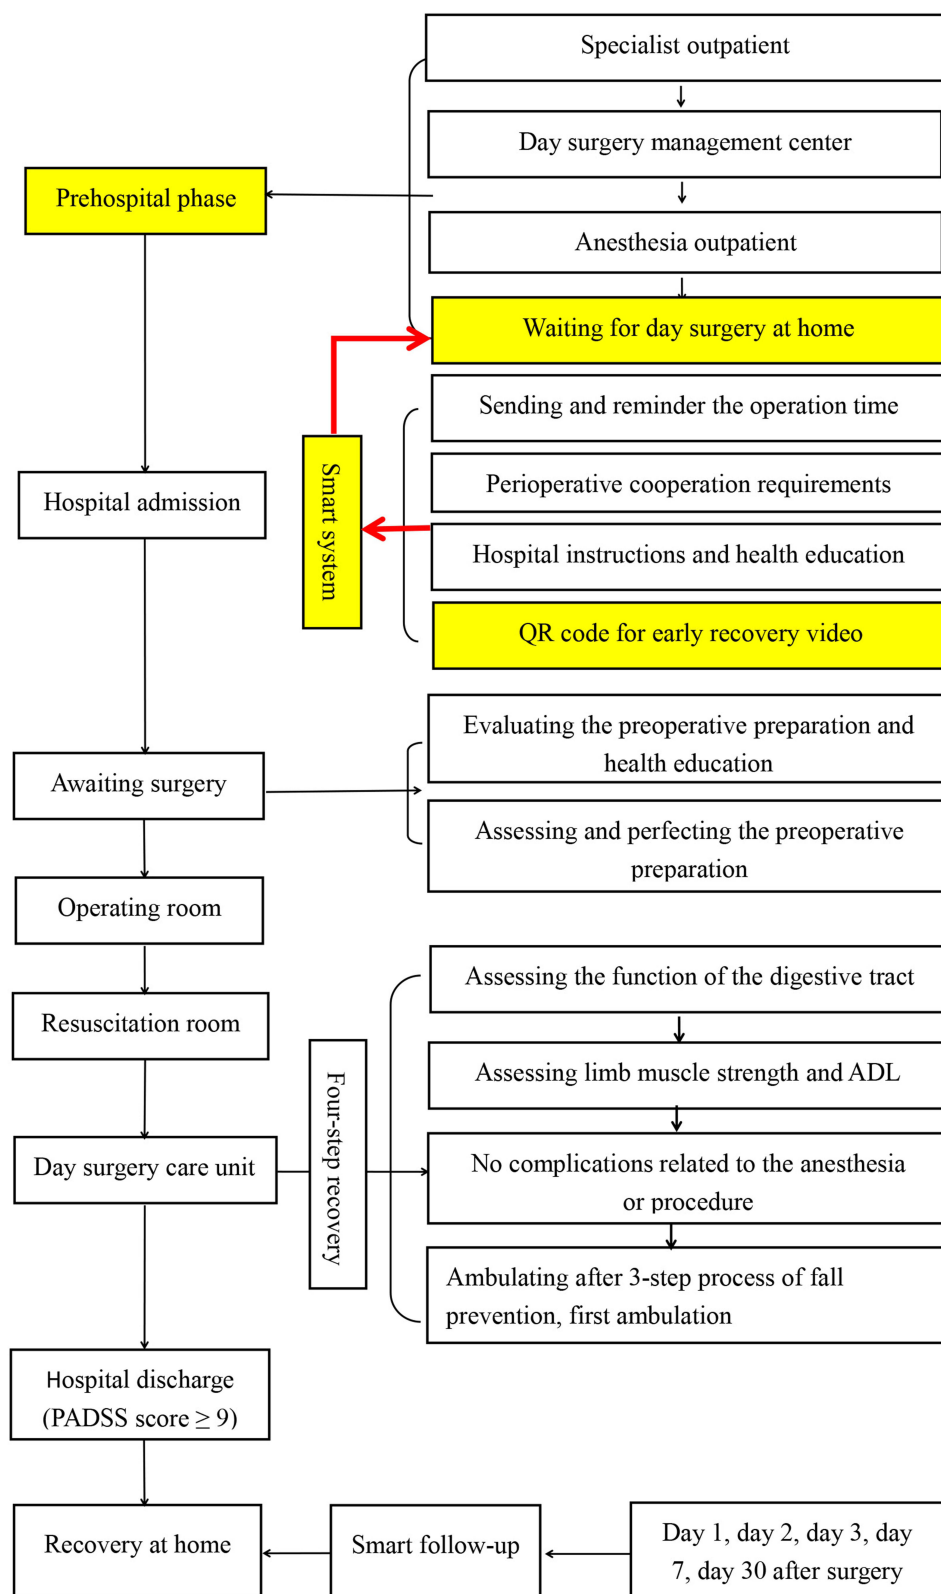 Specialist outpatient
Day surgery management center
Prehospital phase
Anesthesia outpatient
Waiting for day surgery at home
Sending and reminder the operation time
Smart system
Perioperative cooperation requirements
Hospital admission
Hospital instructions and health education
QR code for early recovery video
Evaluating the preoperative preparation and
health education
Awaiting surgery
Assessing and perfecting the preoperative
preparation
Operating room
Assessing the function of the digestive tract
Resuscitation room
Four-step recovery
Assessing limb muscle strength and ADL
Day surgery care unit
No complications related to the anesthesia
or procedure
Ambulating after 3-step process of fall
prevention, first ambulation
Hospital discharge
(PADSS score ≥ 9)
Recovery at home
Smart follow-up
Day 1, day 2, day 3, day
7, day 30 after surgery